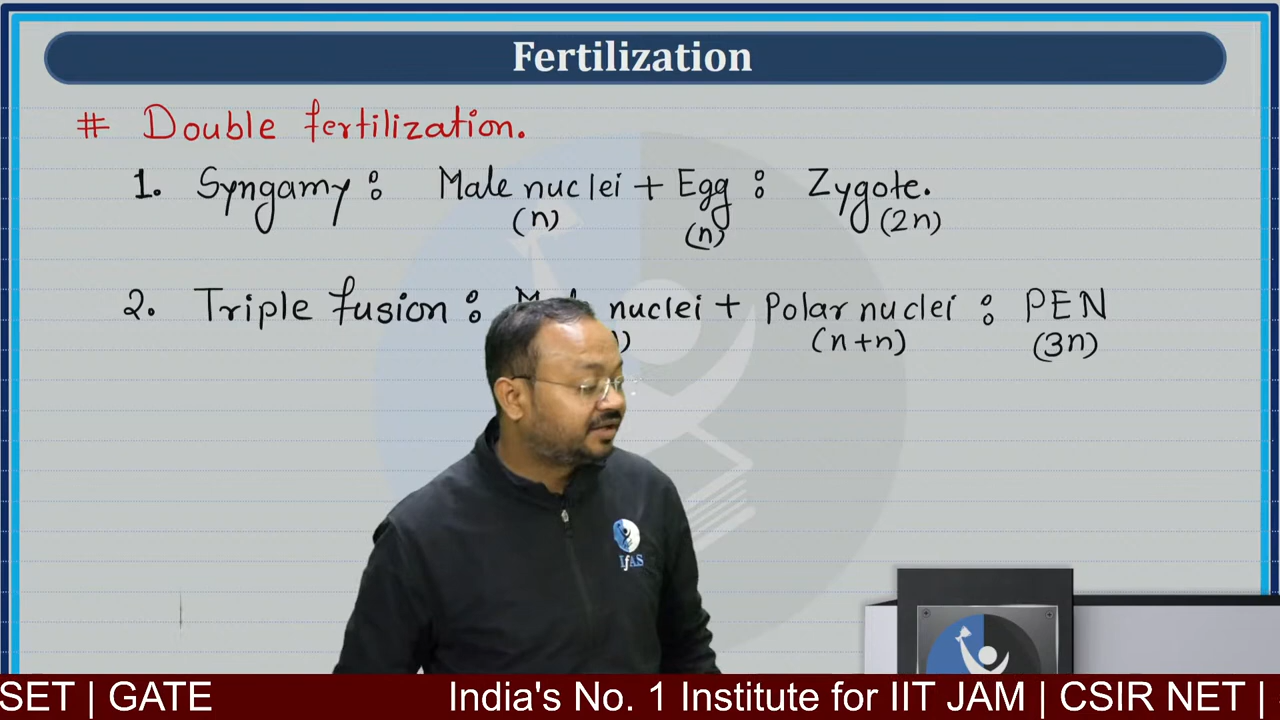 Fertilization
# Double fertilization.
1. Syngamy : Male nuclei + Egg : Zygote.
(n) (n) (2n)
2. Triple fusion : nuclei + Polar nuclei : PEN
(n+n) (3n)
IfAS
SET | GATE India's No. 1 Institute for IIT JAM | CSIR NET |